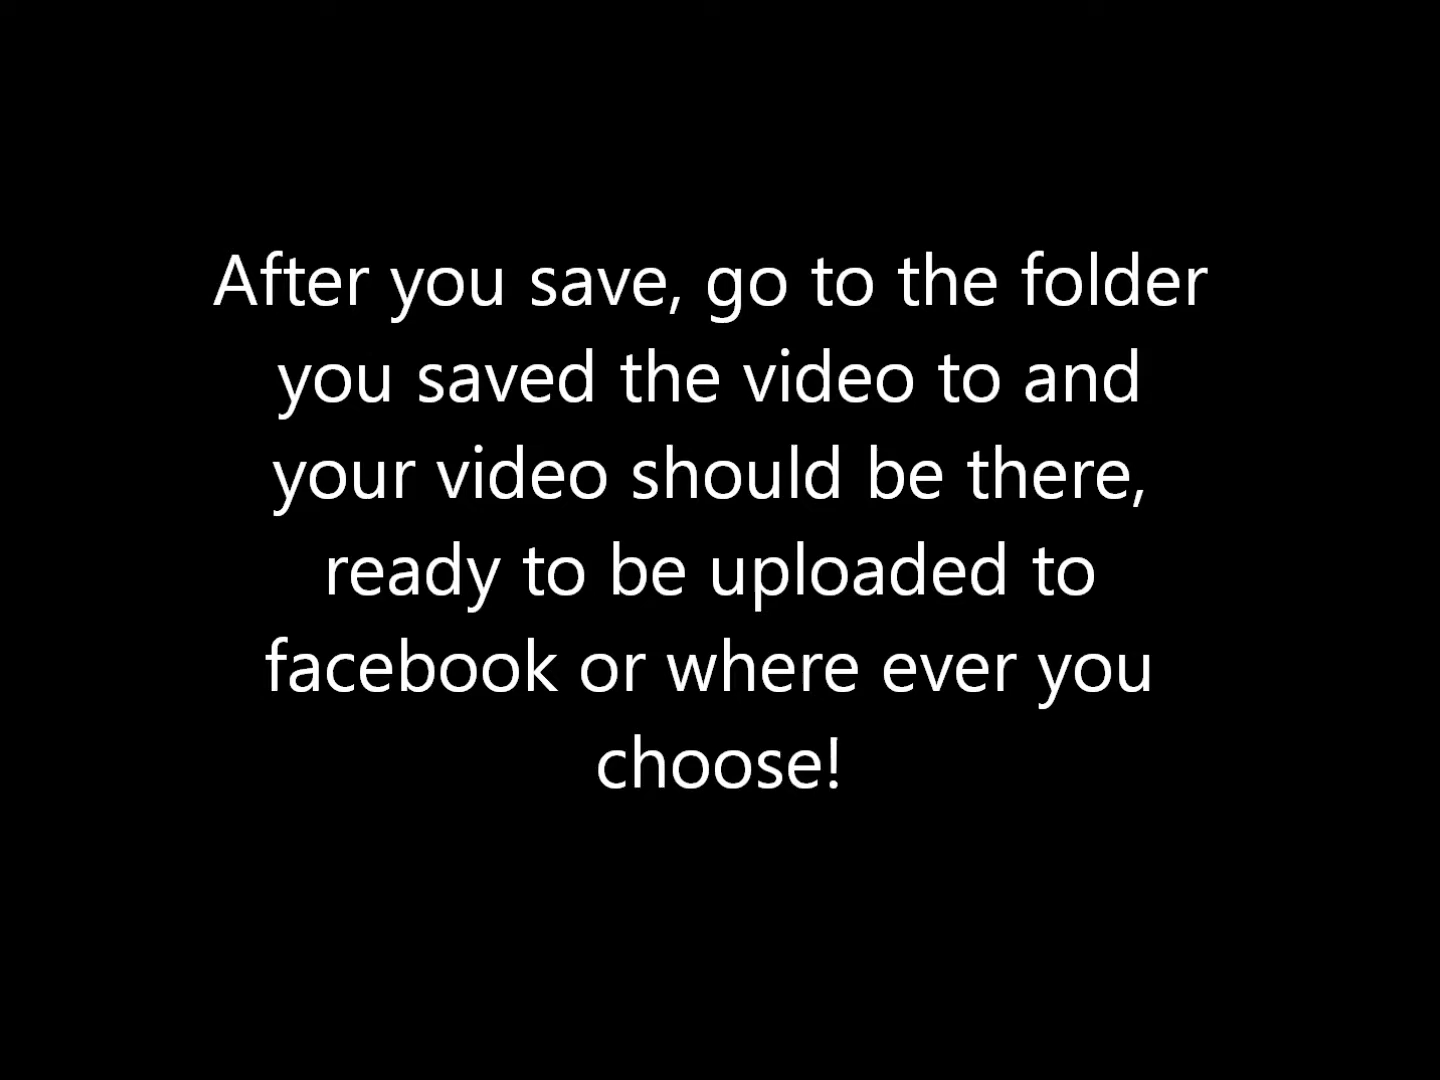 After you save, go to the folder
you saved the video to and
your video should be there,
ready to be uploaded to
facebook or where ever you
choose!